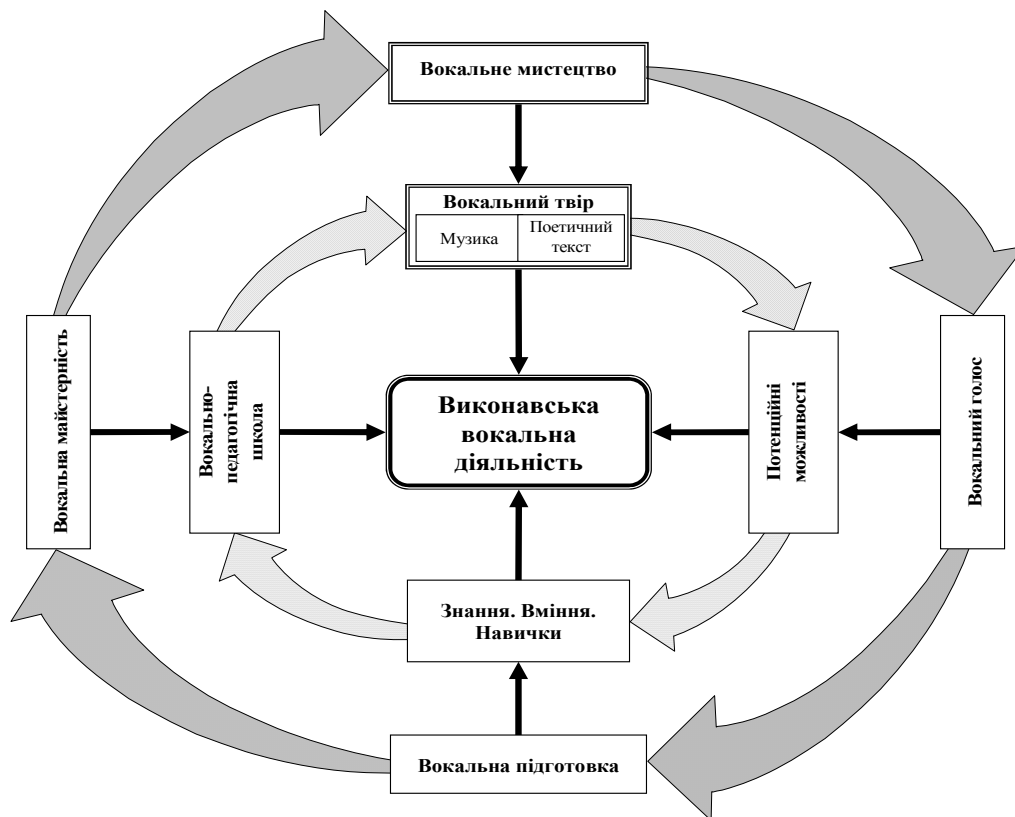 Вокальне мистецтво
Вокальний твір
Музика
Поетичний
текст
Вокальна майстерність
Вокально-
педагогічна
школа
Виконавська
вокальна
діяльність
Потенційні
можливості
Вокальний голос
Знання. Вміння.
Навички
Вокальна підготовка